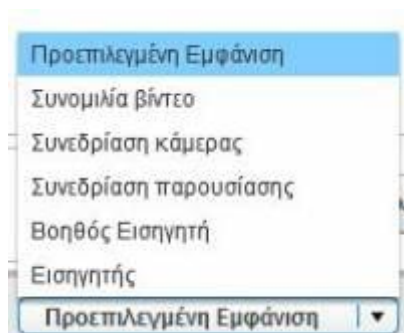 Προεπιλεγμένη Εμφάνιση
Συνομιλία βίντεο
Συνεδρίαση κάμερας
Συνεδρίαση παρουσίασης
Βοηθός Εισηγητή
Εισηγητής
Προεπιλεγμένη Εμφάνιση